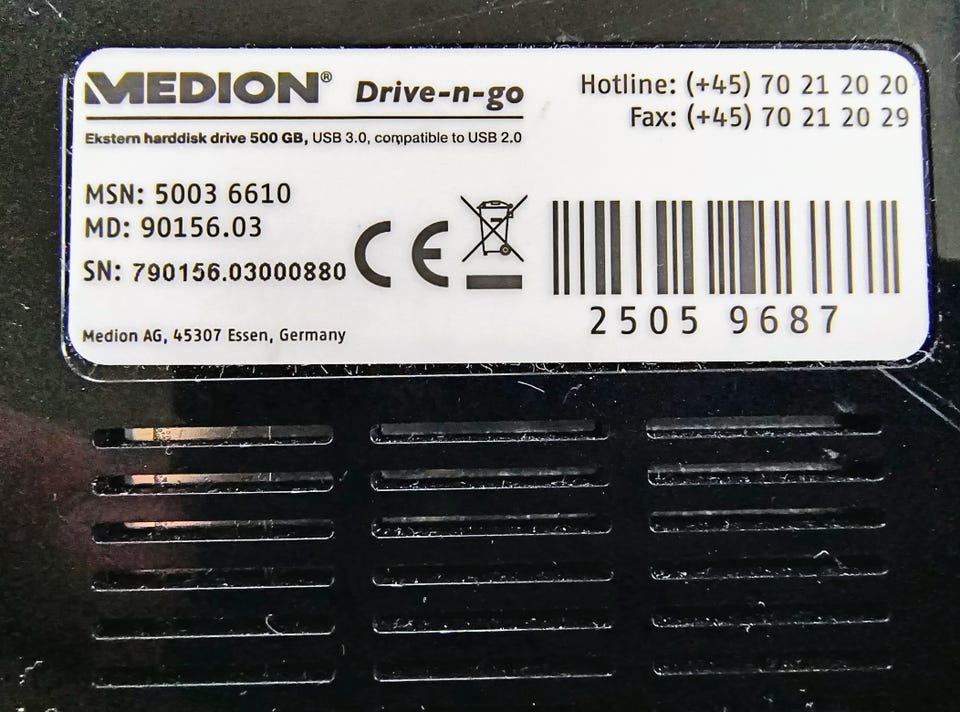 MEDION® Drive-n-go
Hotline: (+45) 70 21 20 20
Fax: (+45) 70 21 20 29
Ekstern harddisk drive 500 GB, USB 3.0, compatible to USB 2.0
MSN: 5003 6610
MD: 90156.03
SN: 790156.03000880
CE
2505 9687
Medion AG, 45307 Essen, Germany